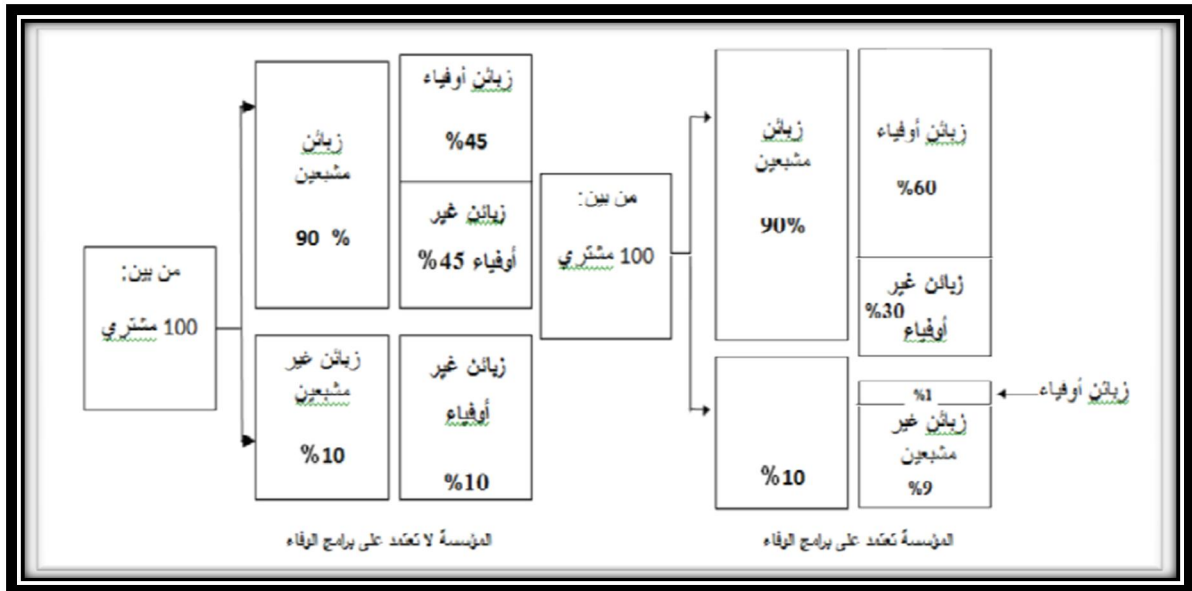 من بين:
100 مشتري
زبائن
مشبعين
90 %
زبائن أوفياء
%45
زبائن غير
أوفياء 45%
زبائن غير
مشبعين
%10
زبائن غير
أوفياء
%10
المؤسسة لا تعتمد على برامج الوفاء
من بين:
100 مشتري
زبائن
مشبعين
90%
زبائن أوفياء
%60
زبائن غير
%30
أوفياء
%10
%1
زبائن أوفياء
زبائن غير
مشبعين
%9
المؤسسة تعتمد على برامج الوفاء